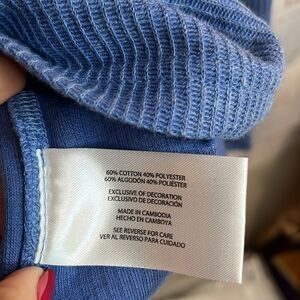 60% COTTON 40% POLYESTER
60% ALGODÓN 40% POLIÉSTER
EXCLUSIVE OF DECORATION
EXCLUSIVO DE DECORACIÓN
MADE IN CAMBODIA
HECHO EN CAMBOYA
SEE REVERSE FOR CARE
VER AL REVERSO PARA CUIDADO